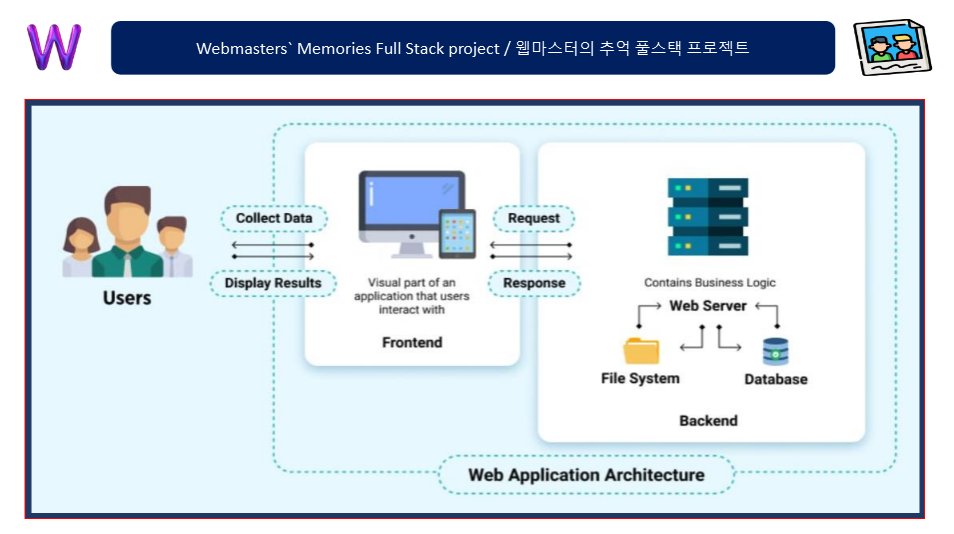 W
Webmasters` Memories Full Stack project / 웹마스터의 추억 풀스택 프로젝트
Users
Collect Data
Display Results
Visual part of an
application that users
interact with
Frontend
Request
Response
Contains Business Logic
Web Server
File System
Database
Backend
Web Application Architecture